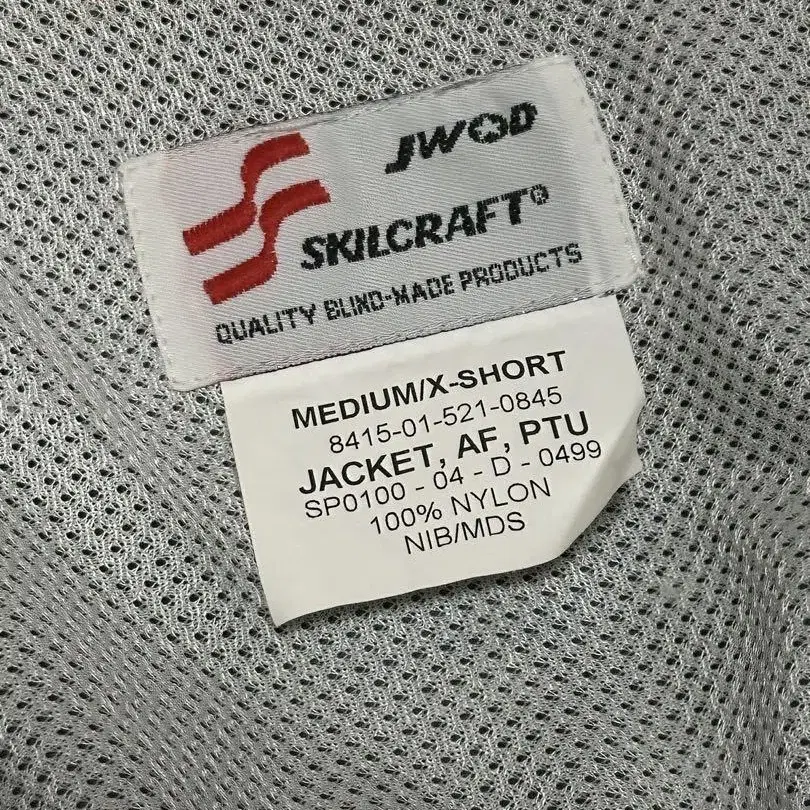 JWOD
SKILCRAFT®
QUALITY BLIND-MADE PRODUCTS
MEDIUM/X-SHORT
8415-01-521-0845
JACKET, AF, PTU
SP0100 - 04 - D - 0499
100% NYLON
NIB/MDS